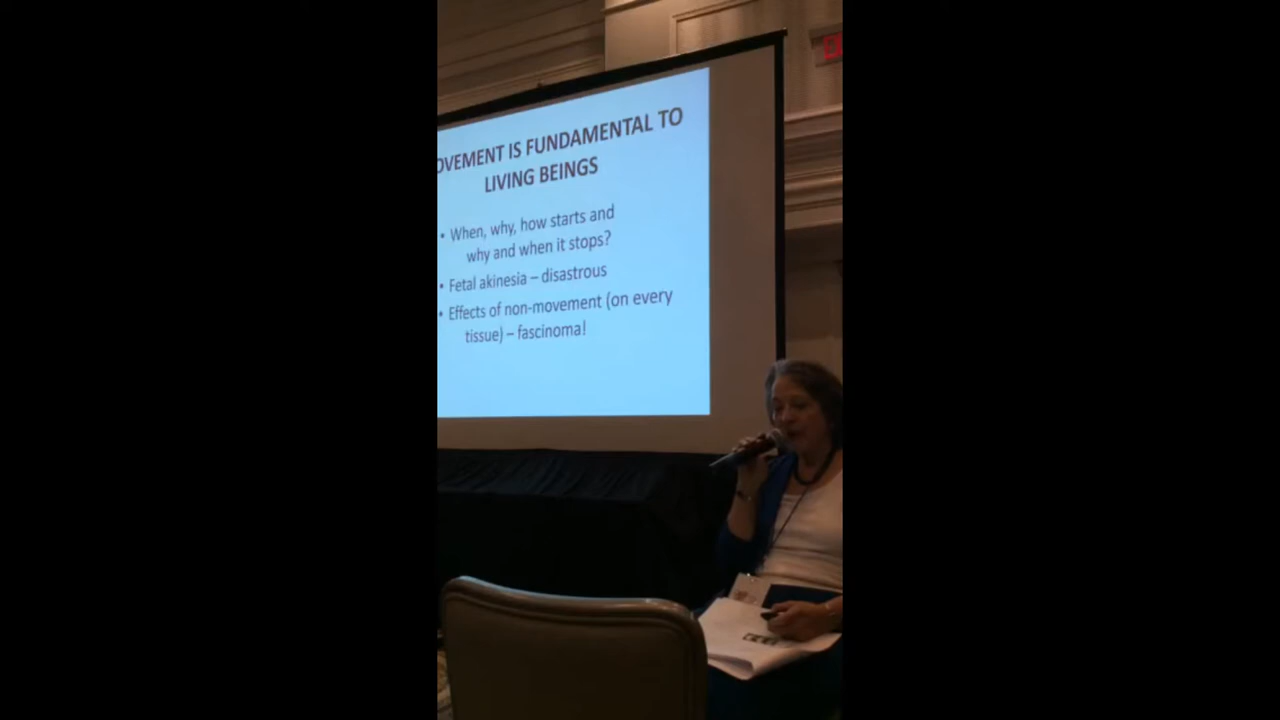 OVEMENT IS FUNDAMENTAL TO
LIVING BEINGS
• When, why, how starts and
why and when it stops?
• Fetal akinesia – disastrous
• Effects of non-movement (on every
tissue) – fascinoma!